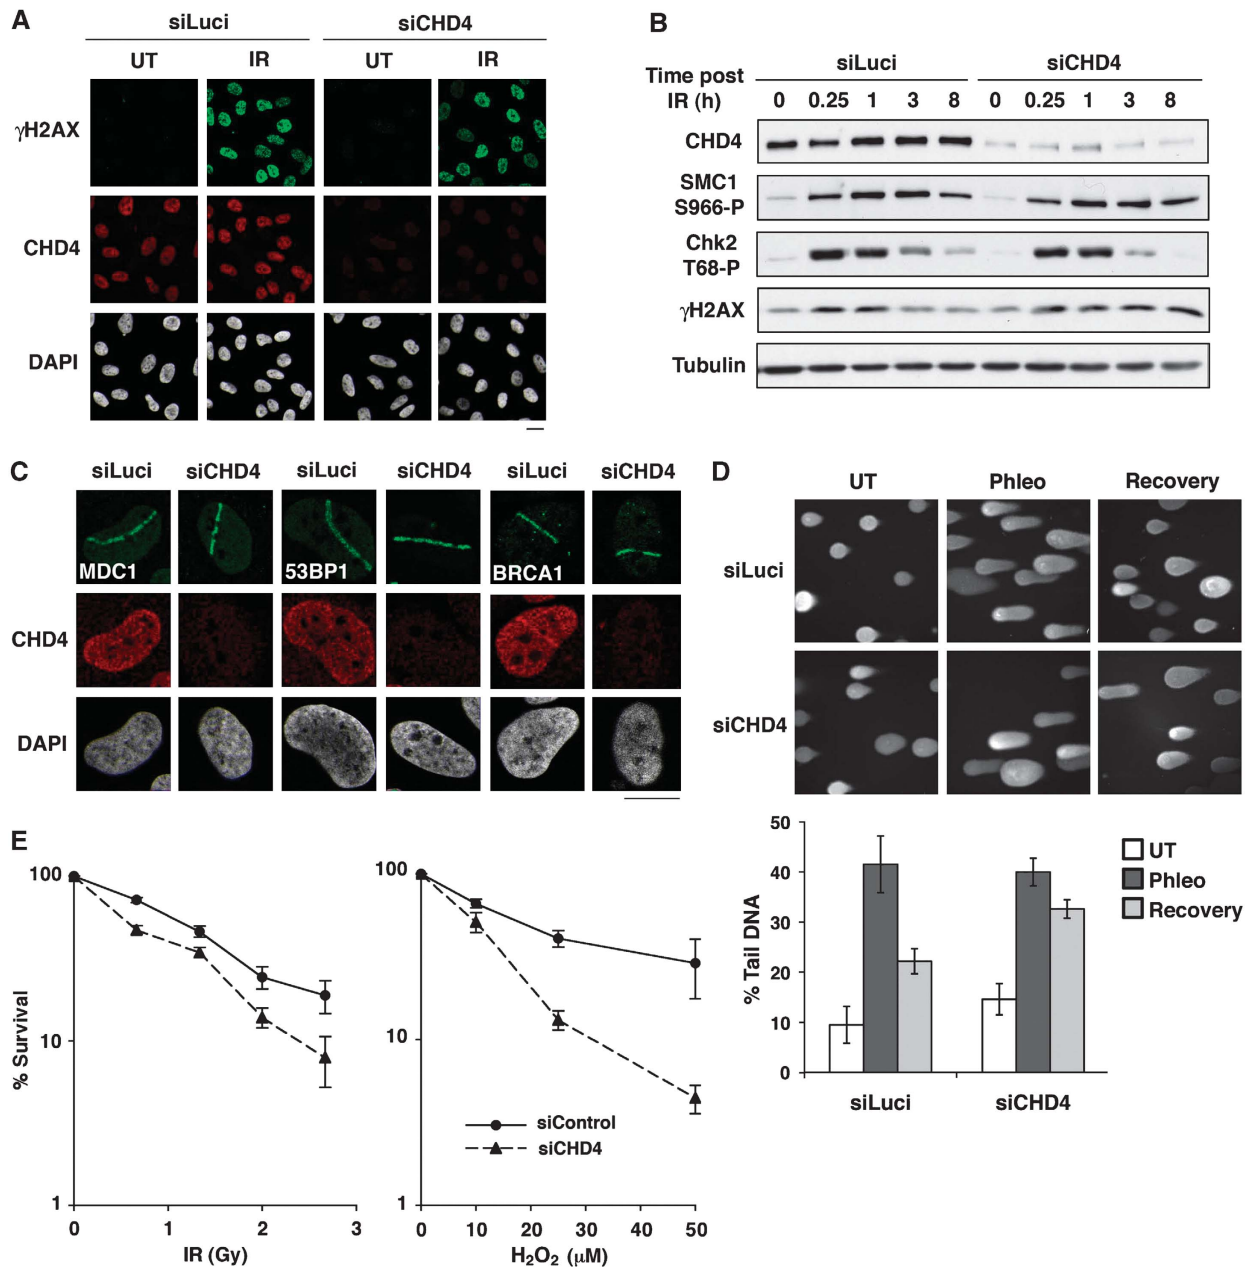 A
siLuci siCHD4
UT IR UT IR
γH2AX
CHD4
DAPI
B
siLuci siCHD4
Time post
IR (h) 0 0.25 1 3 8 0 0.25 1 3 8
CHD4
SMC1
S966-P
Chk2
T68-P
γH2AX
Tubulin
C
siLuci siCHD4 siLuci siCHD4 siLuci siCHD4
MDC1 53BP1 BRCA1
CHD4
DAPI
D
UT Phleo Recovery
siLuci
siCHD4
50
40
30
20
10
0
% Tail DNA
UT
Phleo
Recovery
siLuci siCHD4
E
100
10
1
% Survival
0 1 2 3
IR (Gy)
100
10
1
siControl
siCHD4
0 10 20 30 40 50
H₂O₂ (μM)